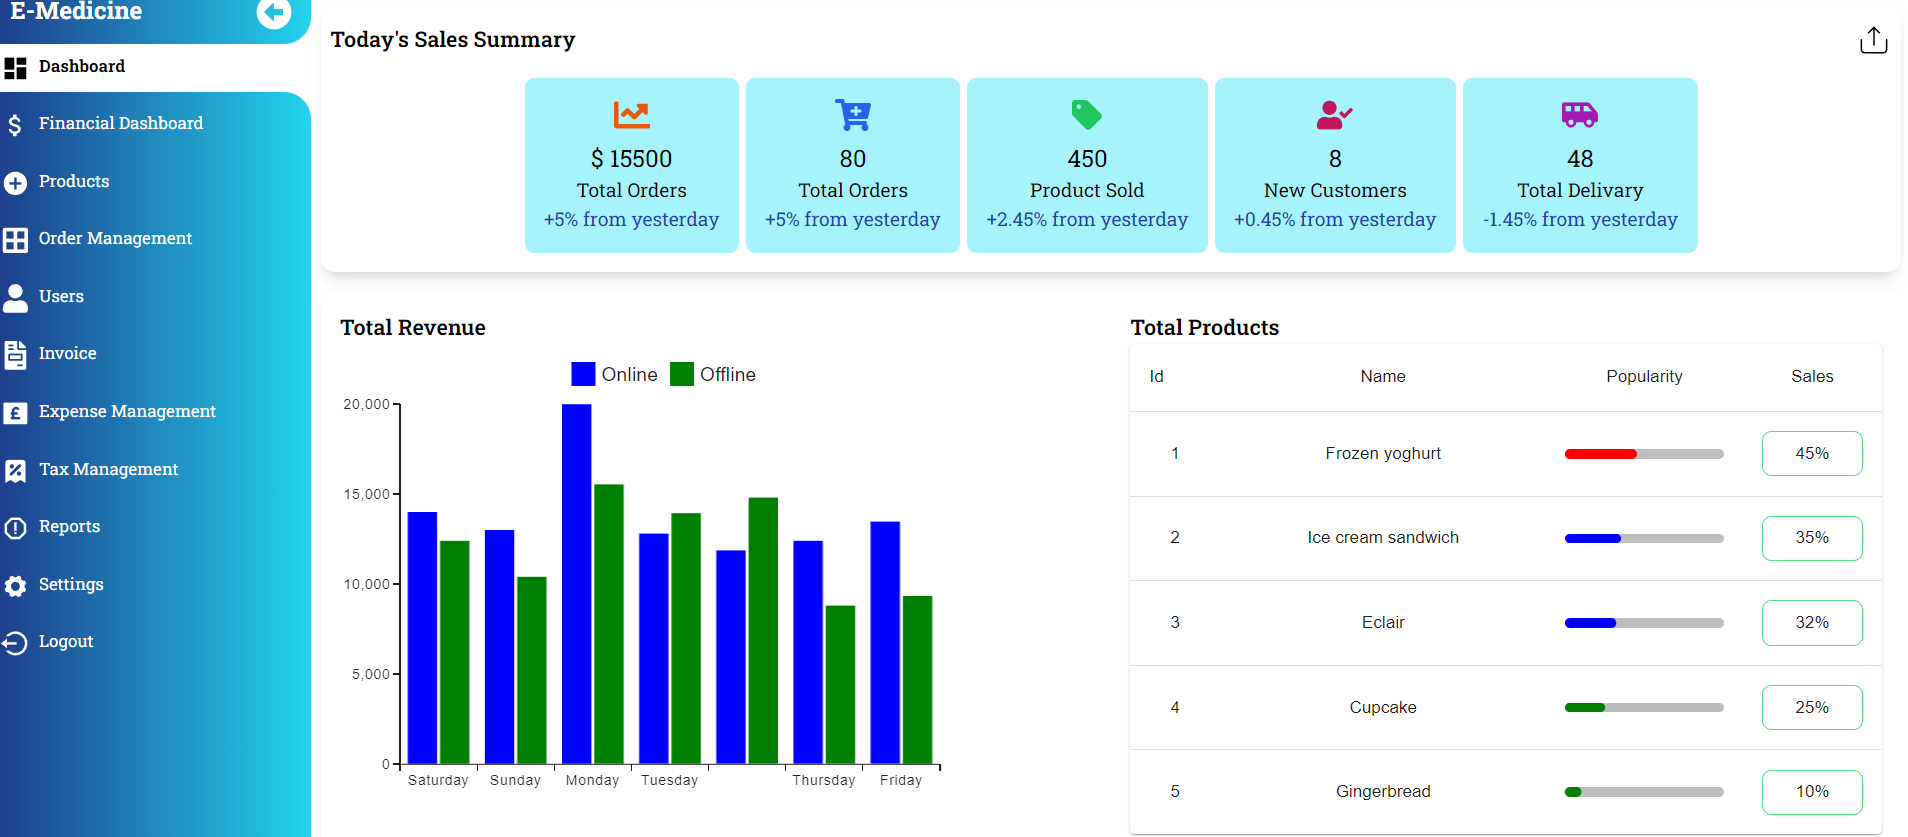 E-Medicine
Dashboard
Financial Dashboard
Products
Order Management
Users
Invoice
Expense Management
Tax Management
Reports
Settings
Logout
Today's Sales Summary
$ 15500
Total Orders
+5% from yesterday
80
Total Orders
+5% from yesterday
450
Product Sold
+2.45% from yesterday
8
New Customers
+0.45% from yesterday
48
Total Delivary
-1.45% from yesterday
Total Revenue
Online Offline
20,000
15,000
10,000
5,000
0
Saturday Sunday Monday Tuesday Thursday Friday
Total Products
Id Name Popularity Sales
1 Frozen yoghurt 45%
2 Ice cream sandwich 35%
3 Eclair 32%
4 Cupcake 25%
5 Gingerbread 10%